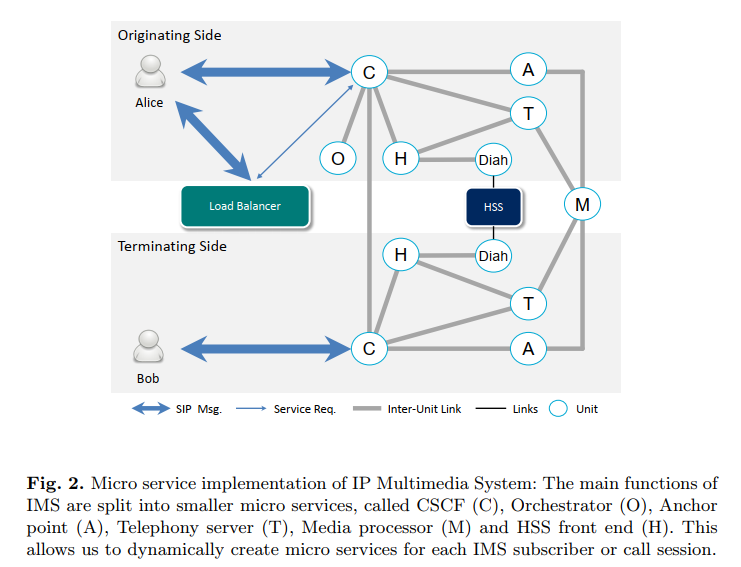 Originating Side
Alice
C
A
T
O
H
Diah
Load Balancer
HSS
M
Terminating Side
H
Diah
T
C
A
Bob
SIP Msg.
Service Req.
Inter-Unit Link
Links
Unit
Fig. 2. Micro service implementation of IP Multimedia System: The main functions of
IMS are split into smaller micro services, called CSCF (C), Orchestrator (O), Anchor
point (A), Telephony server (T), Media processor (M) and HSS front end (H). This
allows us to dynamically create micro services for each IMS subscriber or call session.